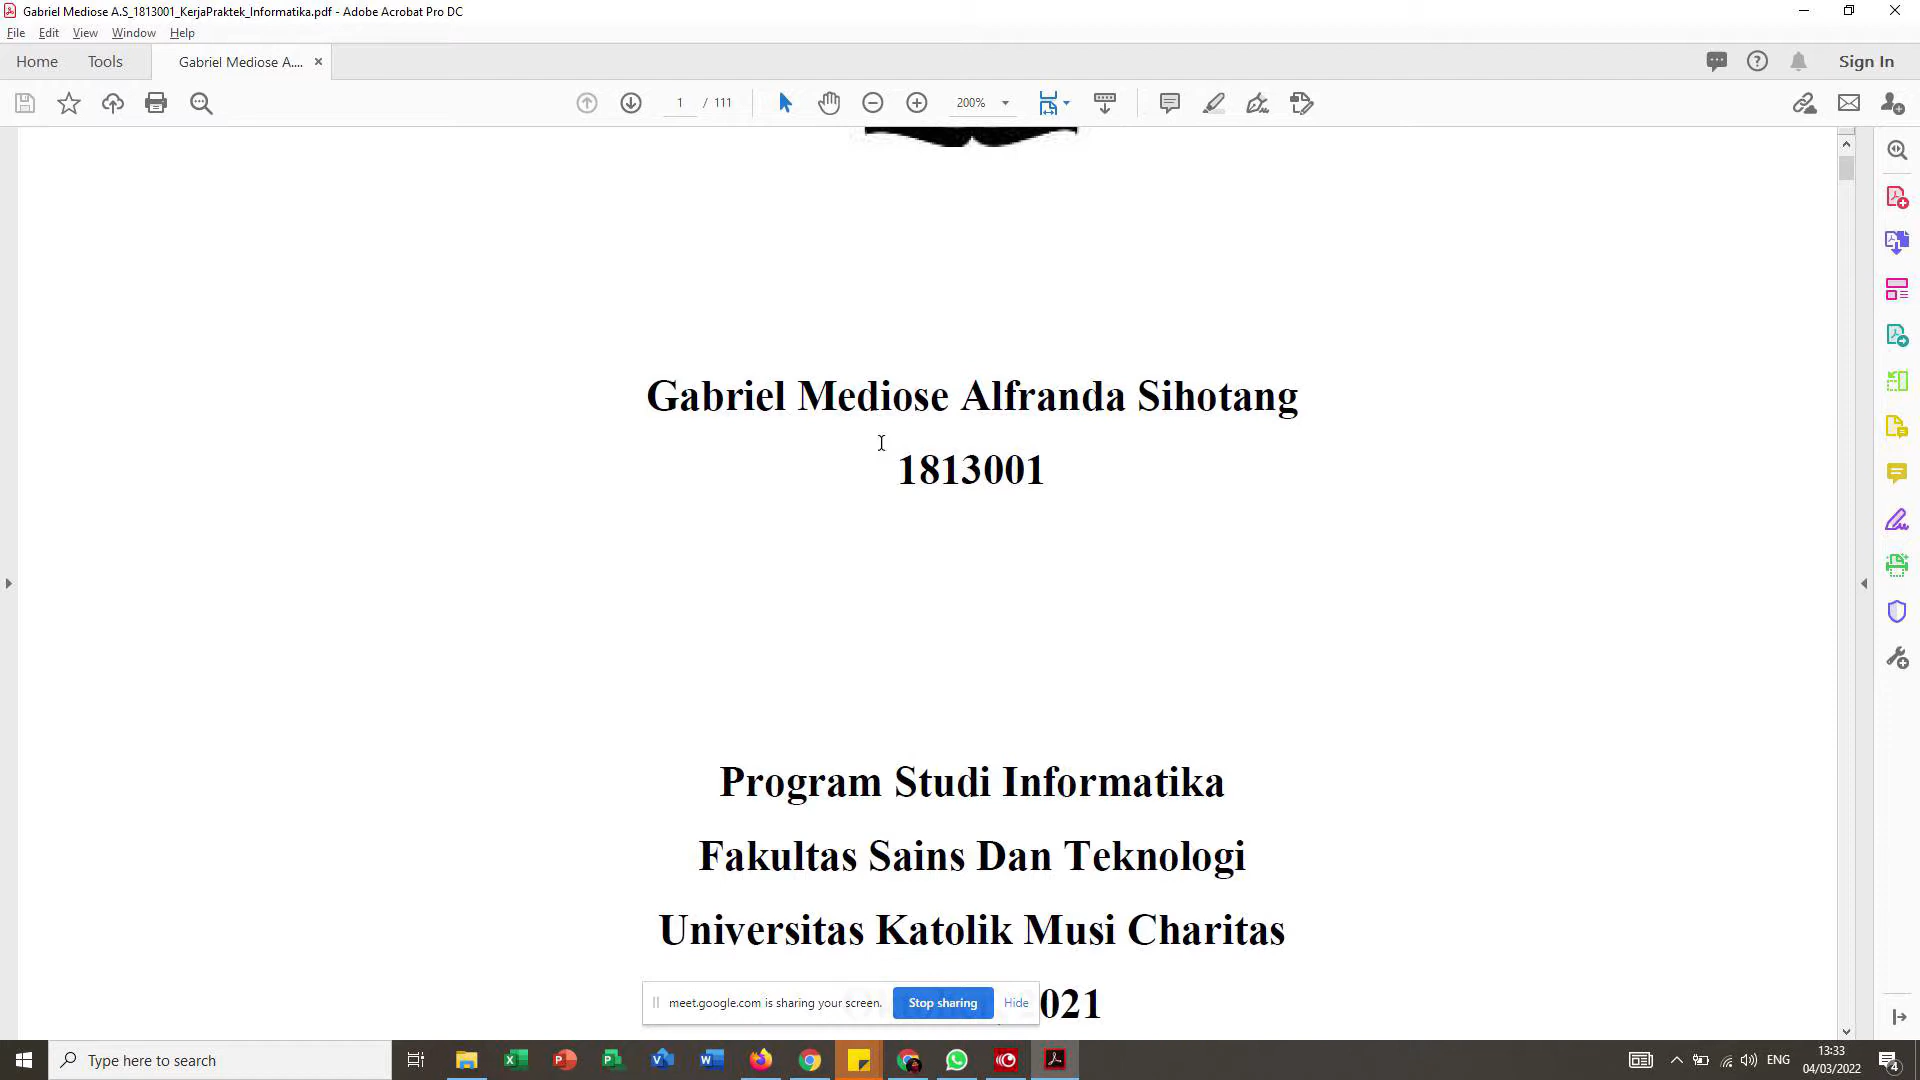 Gabriel Mediose A.S_1813001_KerjaPraktek_Informatika.pdf - Adobe Acrobat Pro DC
File Edit View Window Help
Home Tools Gabriel Mediose A.... × Sign In
1 / 111 200%
Gabriel Mediose Alfranda Sihotang
1813001
Program Studi Informatika
Fakultas Sains Dan Teknologi
Universitas Katolik Musi Charitas
021
meet.google.com is sharing your screen. Stop sharing Hide
Type here to search
ENG
13:33
04/03/2022
4